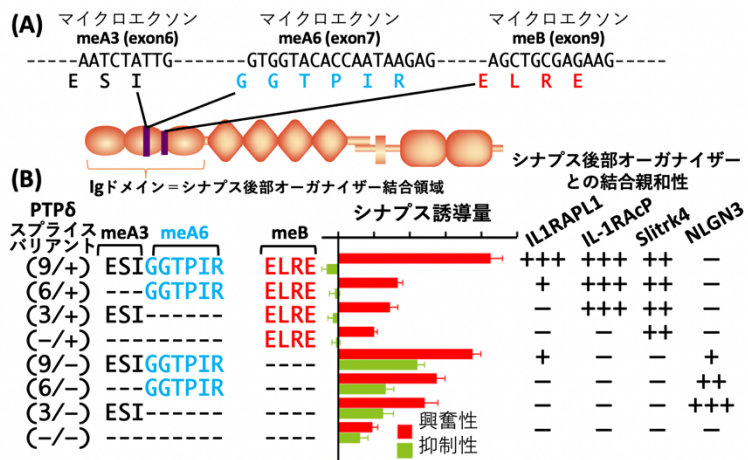 (A)
マイクロエクソン マイクロエクソン マイクロエクソン
meA3 (exon6) meA6 (exon7) meB (exon9)
-----AATCTATTG-------GTGGTACACCAATAAGAG------AGCTGCGAGAAG-----
E S I G G T P I R E L R E
Igドメイン＝シナプス後部オーガナイザー結合領域
シナプス後部オーガナイザー
との結合親和性
(B)
PTPδ
スプライス
バリアント
meA3 meA6 meB
シナプス誘導量
IL1RAPL1 IL-1RAcP Slitrk4 NLGN3
(9/+) ESIGGTPIR ELRE +++ +++ ++ −
(6/+) ---GGTPIR ELRE + +++ ++ −
(3/+) ESI------ ELRE − +++ ++ −
(−/+) --------- ELRE − − ++ −
(9/−) ESIGGTPIR ---- + − − +
(6/−) ---GGTPIR ---- − − − ++
(3/−) ESI------ ---- − − − +++
(−/−) --------- ---- − − − −
興奮性
抑制性